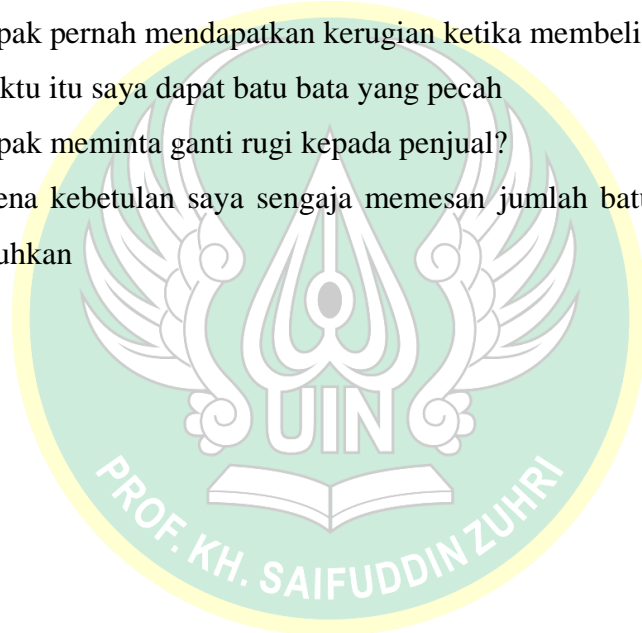 pak pernah mendapatkan kerugian ketika membeli
ktu itu saya dapat batu bata yang pecah
pak meminta ganti rugi kepada penjual?
ena kebetulan saya sengaja memesan jumlah batu
uhkan
UIN
PROF. KH. SAIFUDDIN ZUHRI